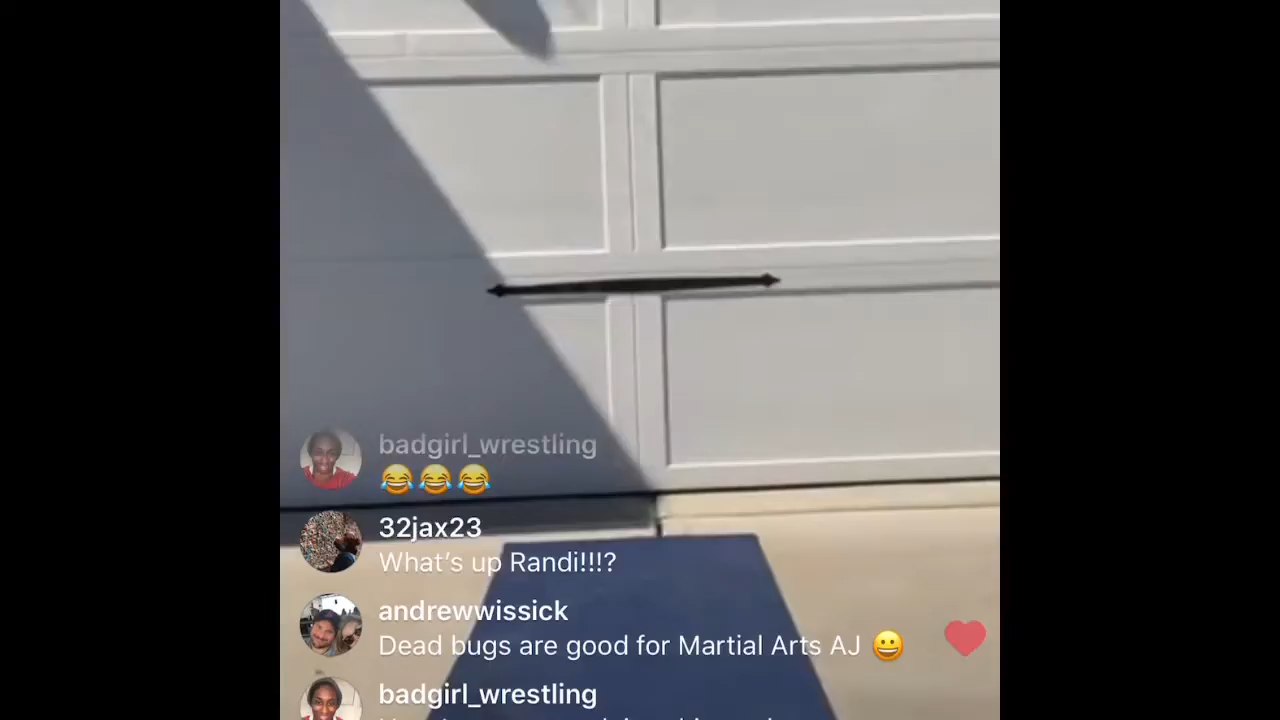 badgirl_wrestling
😂😂😂
32jax23
What's up Randi!!!?
andrewwissick
Dead bugs are good for Martial Arts AJ 😀
badgirl_wrestling